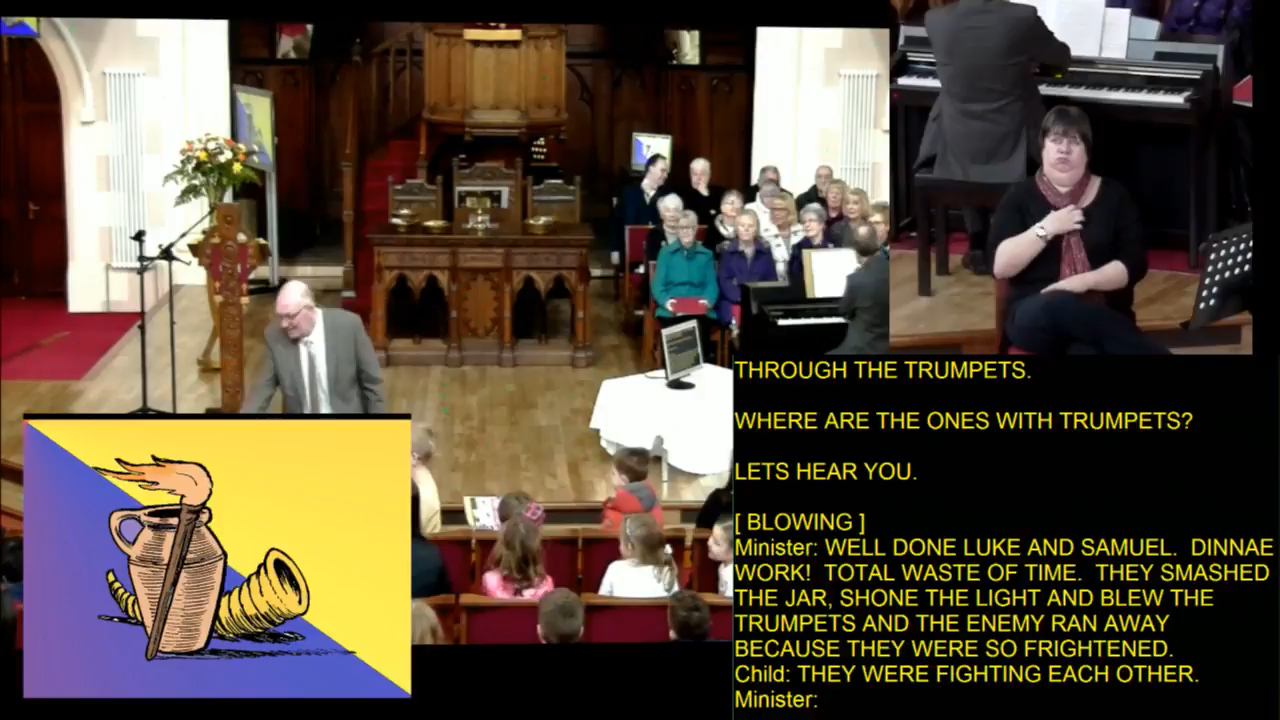 THROUGH THE TRUMPETS.
WHERE ARE THE ONES WITH TRUMPETS?
LETS HEAR YOU.
[ BLOWING ]
Minister: WELL DONE LUKE AND SAMUEL.  DINNAE
WORK!  TOTAL WASTE OF TIME.  THEY SMASHED
THE JAR, SHONE THE LIGHT AND BLEW THE
TRUMPETS AND THE ENEMY RAN AWAY
BECAUSE THEY WERE SO FRIGHTENED.
Child: THEY WERE FIGHTING EACH OTHER.
Minister: